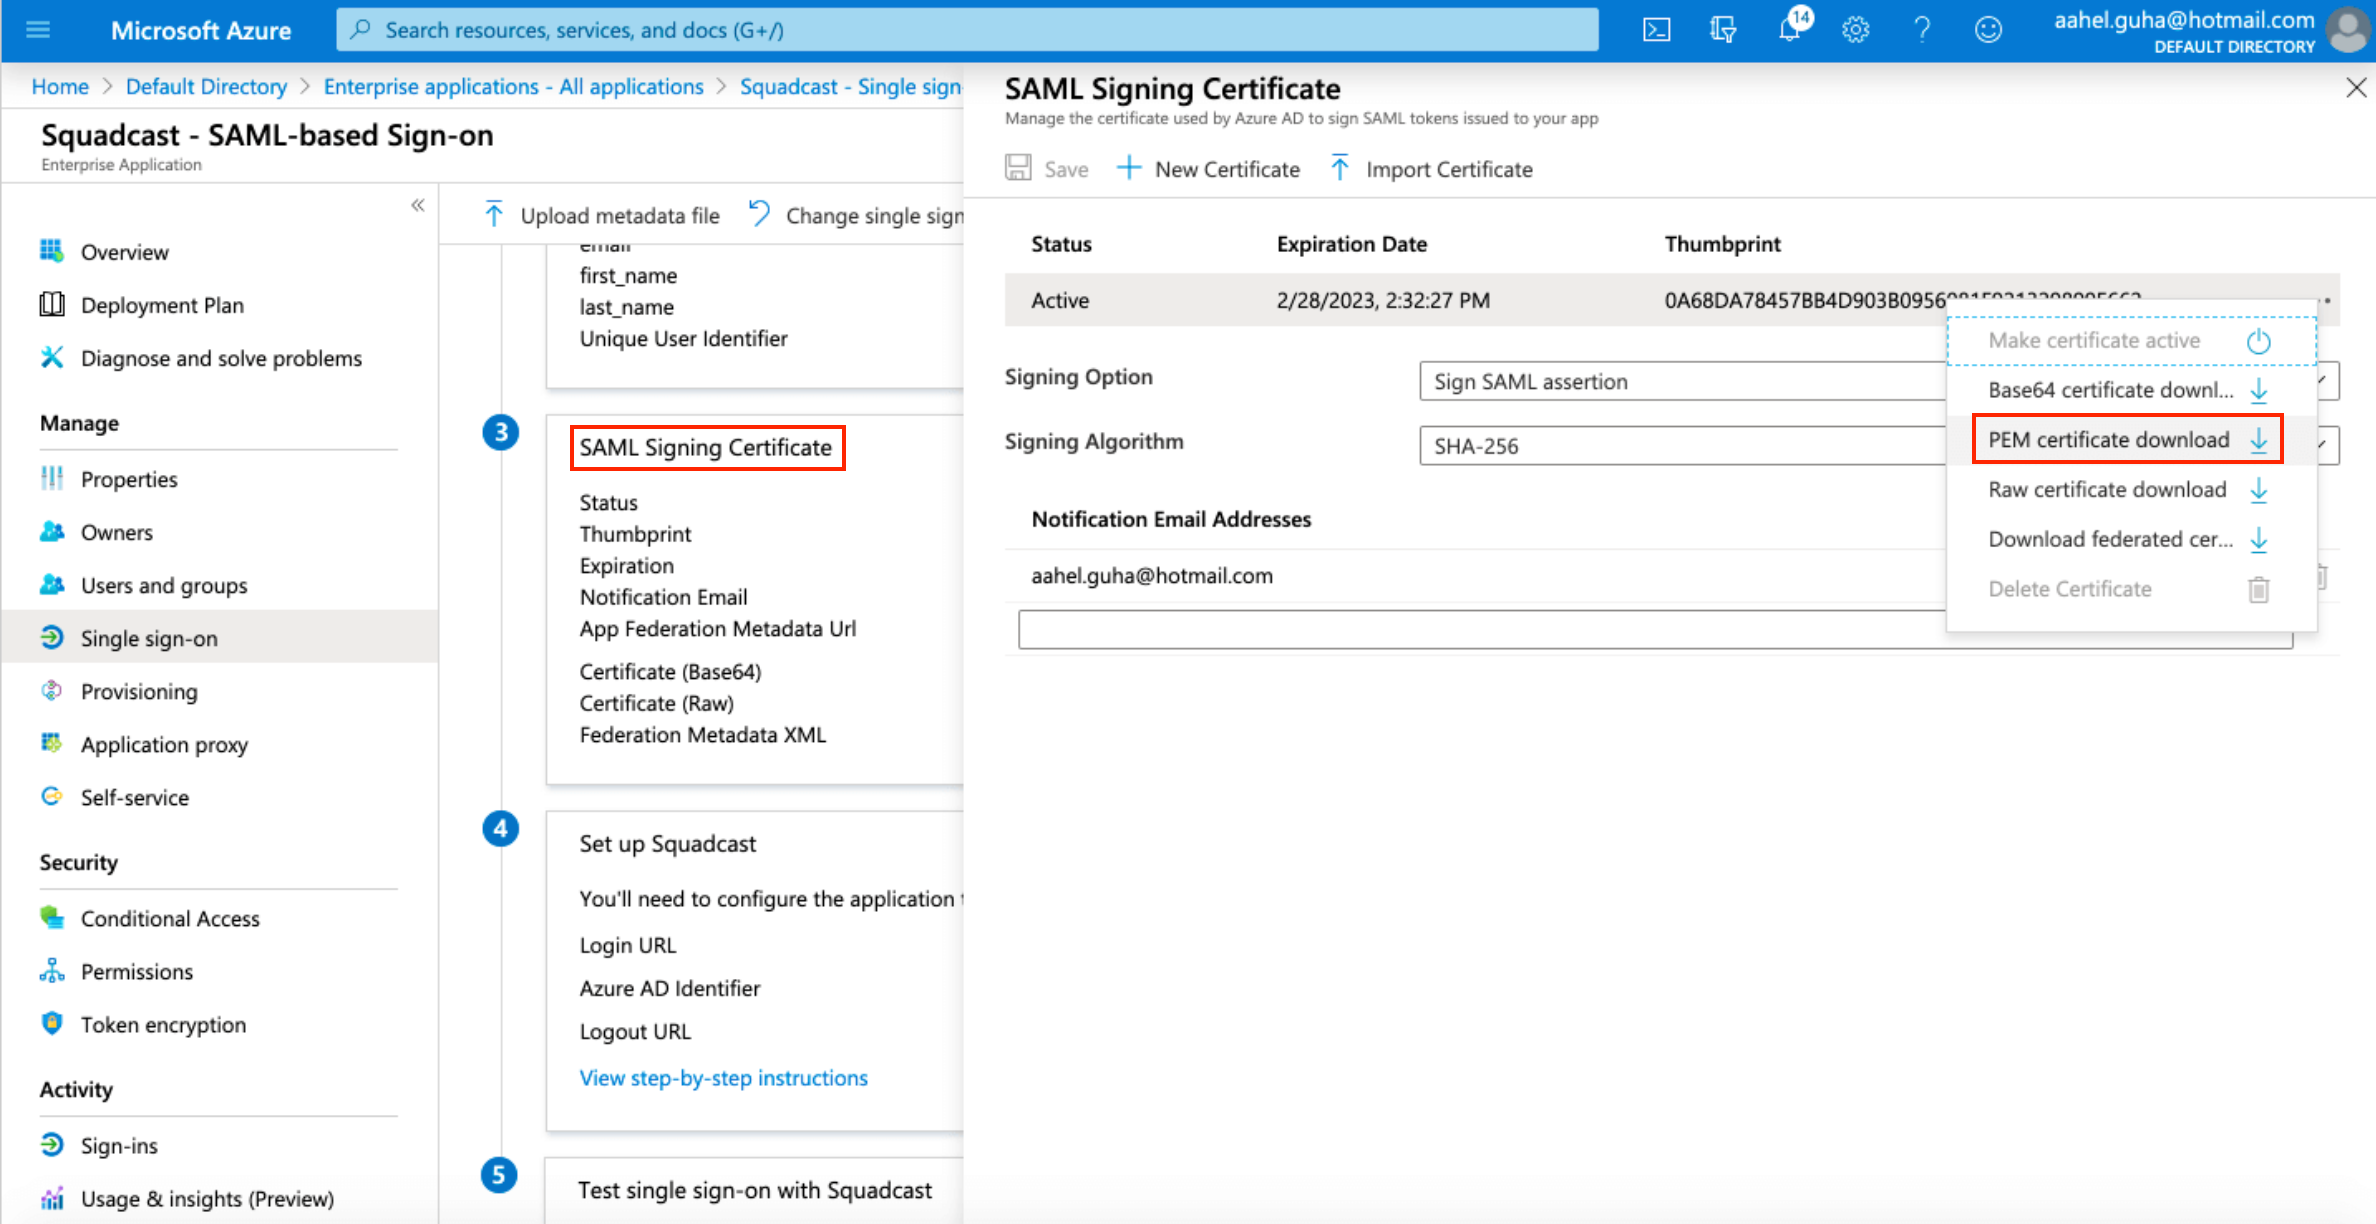 Microsoft Azure
Search resources, services, and docs (G+/)
14
aahel.guha@hotmail.com
DEFAULT DIRECTORY
Home > Default Directory > Enterprise applications - All applications > Squadcast - Single sign-
Squadcast - SAML-based Sign-on
Enterprise Application
«
Overview
Deployment Plan
Diagnose and solve problems
Manage
Properties
Owners
Users and groups
Single sign-on
Provisioning
Application proxy
Self-service
Security
Conditional Access
Permissions
Token encryption
Activity
Sign-ins
Usage & insights (Preview)
Upload metadata file
Change single sign
email
first_name
last_name
Unique User Identifier
3
SAML Signing Certificate
Status
Thumbprint
Expiration
Notification Email
App Federation Metadata Url
Certificate (Base64)
Certificate (Raw)
Federation Metadata XML
4
Set up Squadcast
You'll need to configure the application
Login URL
Azure AD Identifier
Logout URL
View step-by-step instructions
5
Test single sign-on with Squadcast
SAML Signing Certificate
Manage the certificate used by Azure AD to sign SAML tokens issued to your app
Save
New Certificate
Import Certificate
Status Expiration Date Thumbprint
Active 2/28/2023, 2:32:27 PM
Signing Option
Sign SAML assertion
Signing Algorithm
SHA-256
Notification Email Addresses
aahel.guha@hotmail.com
Make certificate active
Base64 certificate downl...
PEM certificate download
Raw certificate download
Download federated cer...
Delete Certificate